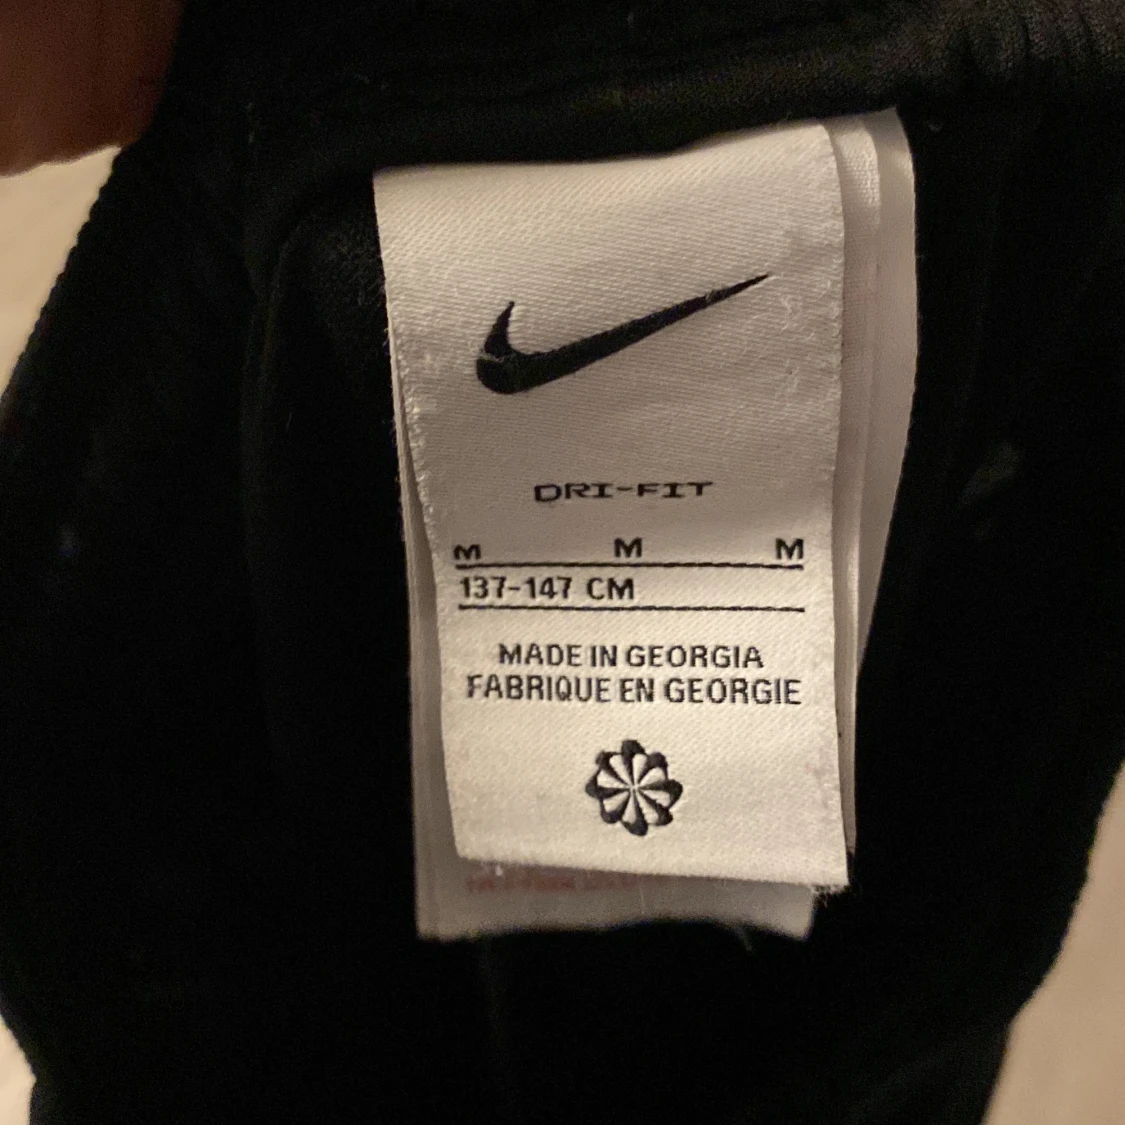 DRI-FIT
M M M
137-147 CM
MADE IN GEORGIA
FABRIQUE EN GEORGIE